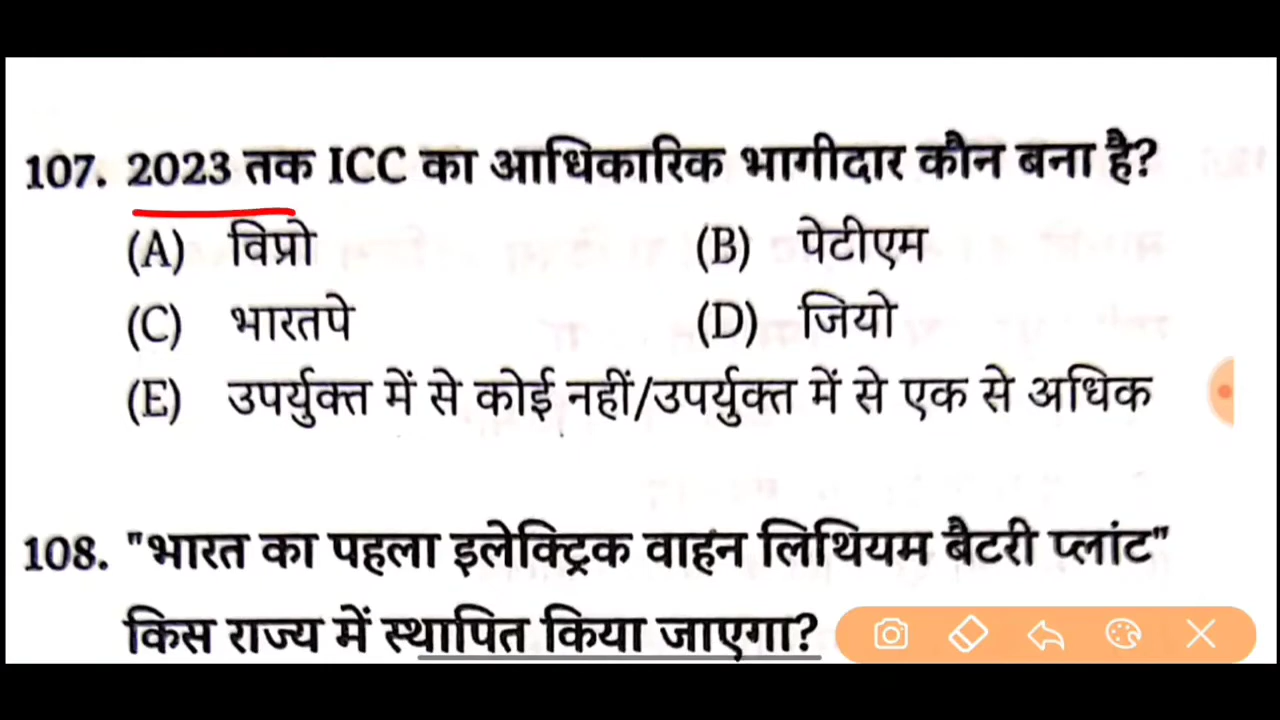 107. 2023 तक ICC का आधिकारिक भागीदार कौन बना है?
(A) विप्रो (B) पेटीएम
(C) भारतपे (D) जियो
(E) उपर्युक्त में से कोई नहीं/उपर्युक्त में से एक से अधिक
108. "भारत का पहला इलेक्ट्रिक वाहन लिथियम बैटरी प्लांट"
किस राज्य में स्थापित किया जाएगा?